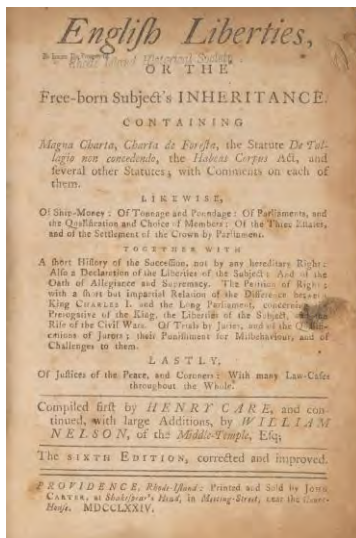 English Liberties,
Rhode Island Historical Society
OR THE
Free-born Subject's INHERITANCE.
CONTAINING
Magna Charta, Charta de Foresta, the Statute De Tal-
lagio non concedendo, the Habeas Corpus Act, and
several other Statutes; with Comments on each of
them.
LIKEWISE,
Of Ship-Money: Of Tonnage and Poundage: Of Parliaments, and
the Qualification and Choice of Members: Of the Three Estates,
and of the Settlement of the Crown by Parliament.
TOGETHER WITH
A short History of the Succession, not by any hereditary Right:
Also a Declaration of the Liberties of the Subject: And of the
Oath of Allegiance and Supremacy. The Petition of Right;
with a short but impartial Relation of the Difference between
King CHARLES I. and the Long Parliament, concerning the
Prerogative of the King, the Liberties of the Subject, and the
Rise of the Civil Wars. Of Trials by Juries, and of the Qualifi-
cations of Jurors; their Punishment for Misbehaviour, and of
Challenges to them.
LASTLY,
Of Justices of the Peace, and Coroners: With many Law-Cases
throughout the Whole.
Compiled first by HENRY CARE, and con-
tinued, with large Additions, by WILLIAM
NELSON, of the Middle-Temple, Esq;
The SIXTH EDITION, corrected and improved.
PROVIDENCE, Rhode-Island: Printed and Sold by JOHN
CARTER, at Shakespear's Head, in Meeting-Street, near the Court-
House. MDCCLXXIV.